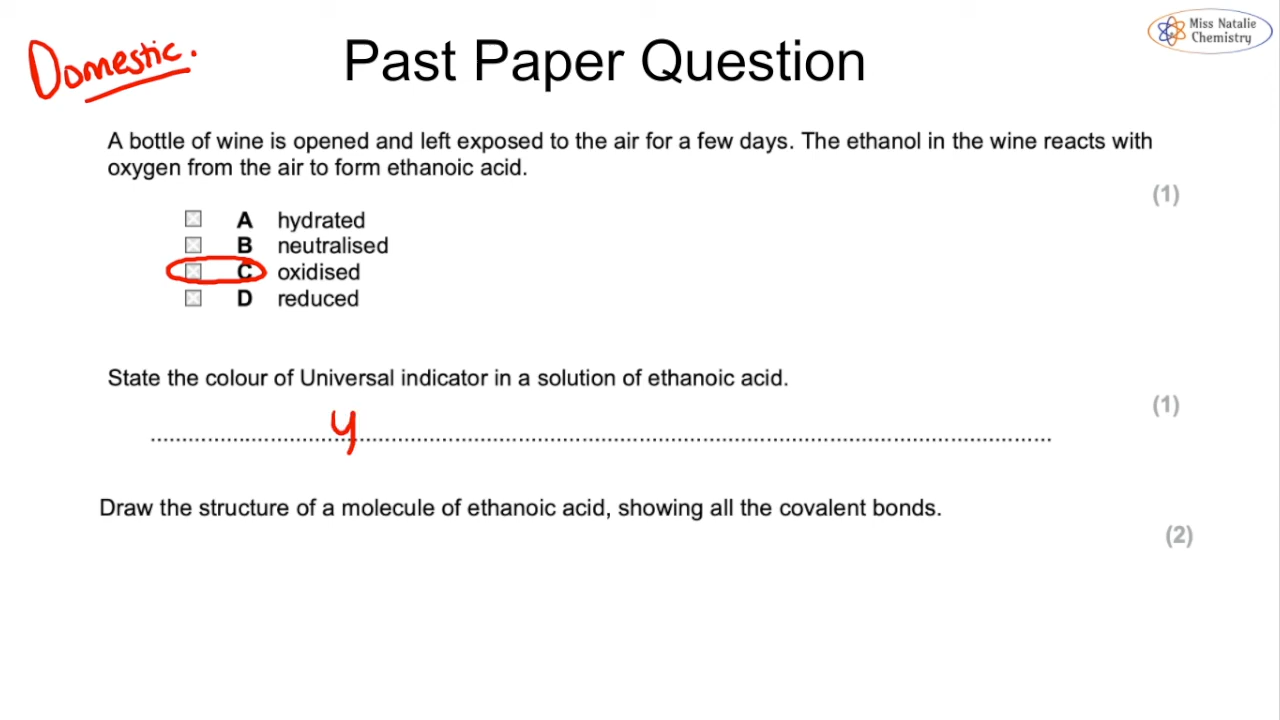 Miss Natalie
Chemistry
Domestic.
Past Paper Question
A bottle of wine is opened and left exposed to the air for a few days. The ethanol in the wine reacts with
oxygen from the air to form ethanoic acid.
(1)
A hydrated
B neutralised
C oxidised
D reduced
State the colour of Universal indicator in a solution of ethanoic acid.
(1)
y
Draw the structure of a molecule of ethanoic acid, showing all the covalent bonds.
(2)